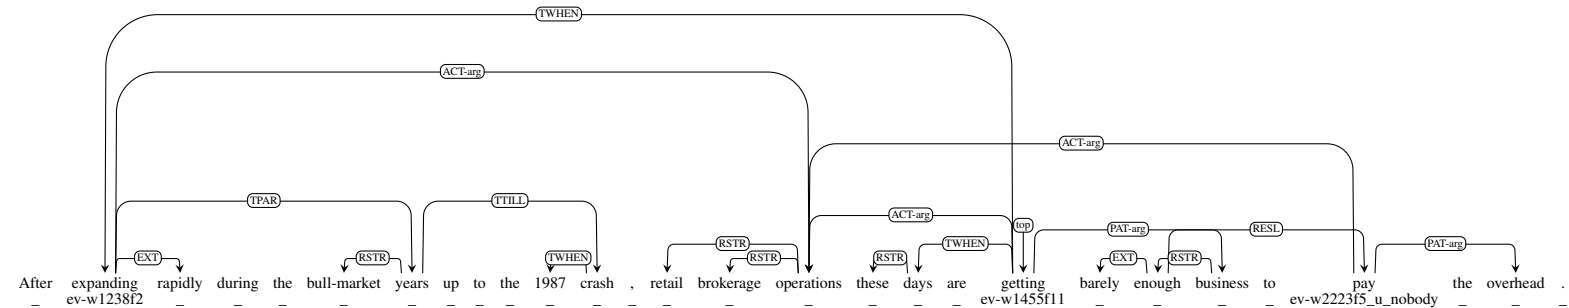 TWHEN
ACT-arg
ACT-arg
TPAR TTILL
ACT-arg
top
PAT-arg RESL
RSTR TWHEN PAT-arg
EXT RSTR TWHEN RSTR RSTR EXT RSTR
After expanding rapidly during the bull-market years up to the 1987 crash , retail brokerage operations these days are getting barely enough business to pay the overhead .
_ ev-w1238f2 _ _ _ _ _ _ _ _ _ _ _ _ _ _ _ _ _ ev-w1455f11 _ _ _ _ ev-w2223f5_u_nobody _ _ _